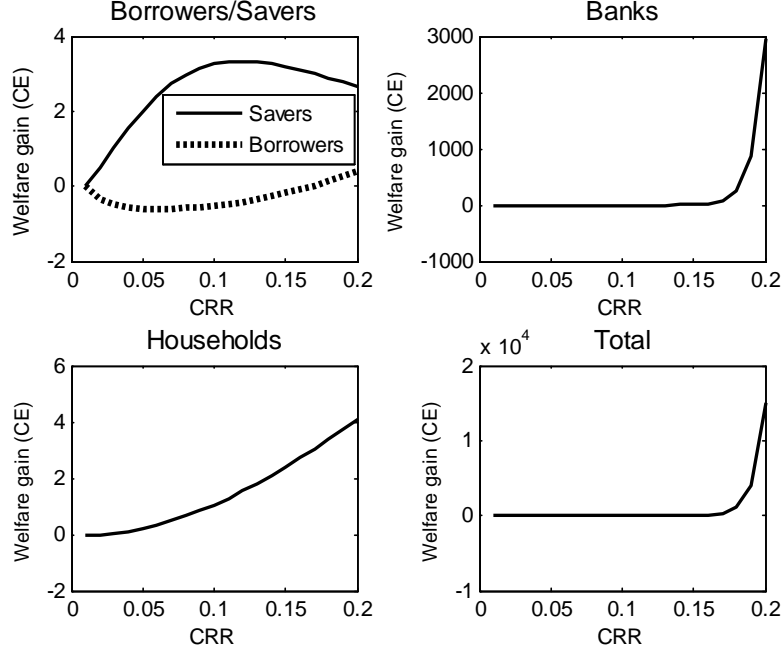 Borrowers/Savers
Welfare gain (CE)
4
2
0
-2
0
0.05
0.1
0.15
0.2
CRR
Savers
Borrowers
Banks
Welfare gain (CE)
3000
2000
1000
0
-1000
0
0.05
0.1
0.15
0.2
CRR
Households
Welfare gain (CE)
6
4
2
0
-2
0
0.05
0.1
0.15
0.2
CRR
Total
x 10^4
Welfare gain (CE)
2
1
0
-1
0
0.05
0.1
0.15
0.2
CRR